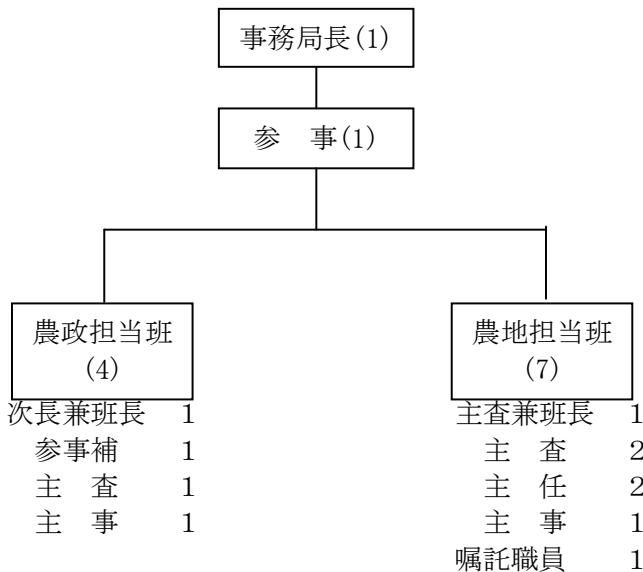 事務局長(1)
参　事(1)
農政担当班
(4)
次長兼班長　1
参事補　1
主　査　1
主　事　1
農地担当班
(7)
主査兼班長　1
主　査　2
主　任　2
主　事　1
嘱託職員　1